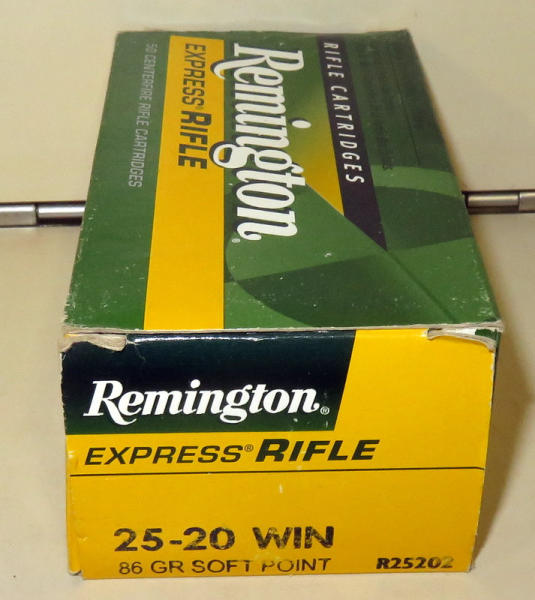 RIFLE CARTRIDGES
Remington®
EXPRESS® RIFLE
50 CENTERFIRE RIFLE CARTRIDGES
Remington®
EXPRESS® RIFLE
25-20 WIN
86 GR SOFT POINT
R25202